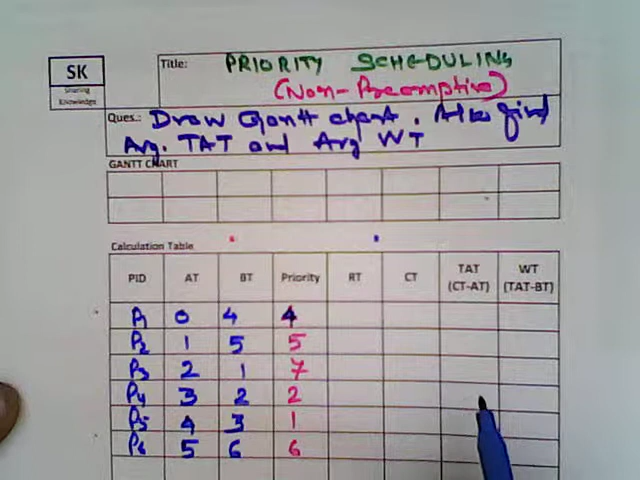 SK
Sharing
Knowledge
Title: PRIORITY SCHEDULING
(Non-Preemptive)
Ques.: Draw Gantt chart. Also find
Avg. TAT and Avg WT
GANTT CHART
Calculation Table
PID AT BT Priority RT CT TAT (CT-AT) WT (TAT-BT)
P1 0 4 4
P2 1 5 5
P3 2 1 7
P4 3 2 2
P5 4 3 1
P6 5 6 6